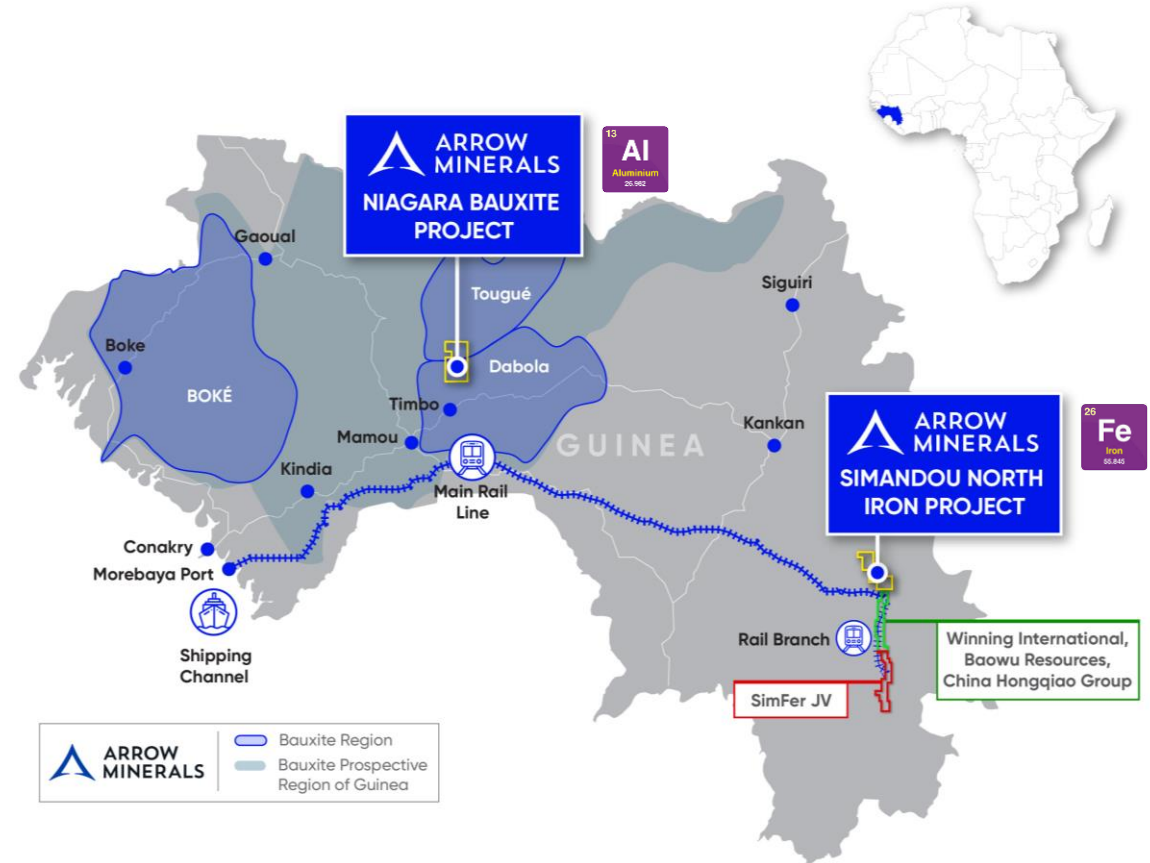 ARROW
MINERALS
NIAGARA BAUXITE
PROJECT
13
Al
Aluminium
26.982
Gaoual
Tougué
Siguiri
Boke
BOKÉ
Dabola
Timbo
Mamou
GUINEA
Kankan
Kindia
Main Rail
Line
ARROW
MINERALS
SIMANDOU NORTH
IRON PROJECT
26
Fe
Iron
55.845
Conakry
Morebaya Port
Shipping
Channel
Rail Branch
Winning International,
Baowu Resources,
China Hongqiao Group
SimFer JV
ARROW
MINERALS
Bauxite Region
Bauxite Prospective
Region of Guinea